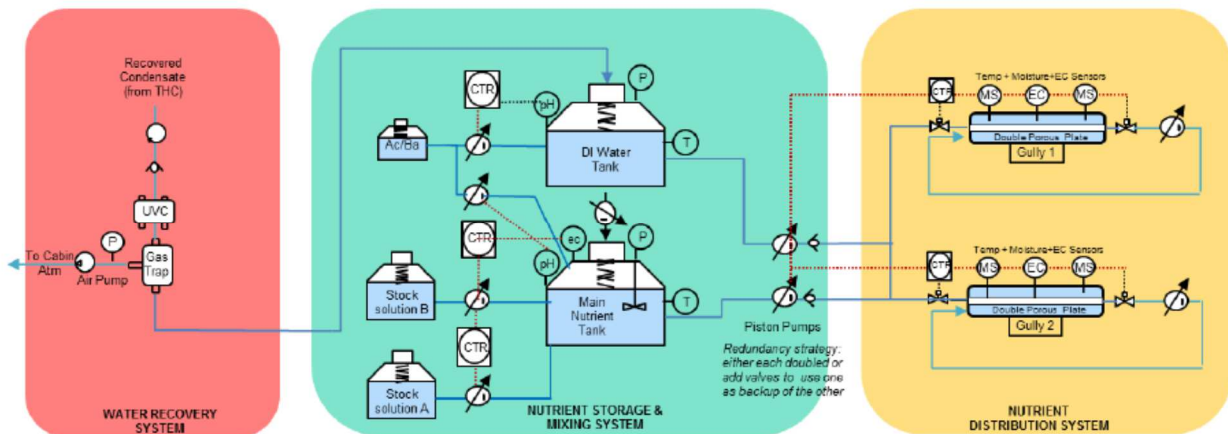 Recovered
Condensate
(from THC)
UVC
P
To Cabin
Atm
Air Pump
Gas
Trap
WATER RECOVERY
SYSTEM
CTR
pH
P
Ac/Ba
DI Water
Tank
T
CTR
ec
P
pH
Stock
solution B
Main
Nutrient
Tank
T
CTR
Stock
solution A
Piston Pumps
Redundancy strategy:
either each doubled or
add valves to use one
as backup of the other
NUTRIENT STORAGE &
MIXING SYSTEM
Temp + Moisture+EC Sensors
CTR
MS
EC
MS
Double Porous Plate
Gully 1
Temp + Moisture+EC Sensors
CTR
MS
EC
MS
Double Porous Plate
Gully 2
NUTRIENT
DISTRIBUTION SYSTEM